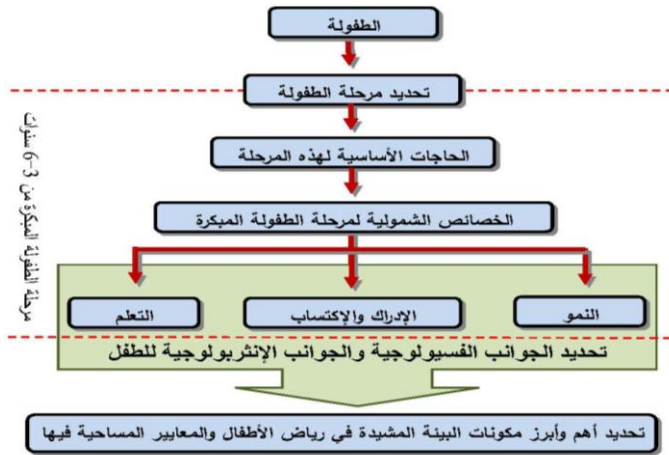 الطفولة
تحديد مرحلة الطفولة
الحاجات الأساسية لهذه المرحلة
الخصائص الشمولية لمرحلة الطفولة المبكرة
النمو
الإدراك والإكتساب
التعلم
تحديد الجوانب الفسيولوجية والجوانب الإنثربولوجية للطفل
تحديد أهم وأبرز مكونات البيئة المشيدة في رياض الأطفال والمعايير المساحية فيها
مرحلة الطفولة المبكرة من 3-6 سنوات